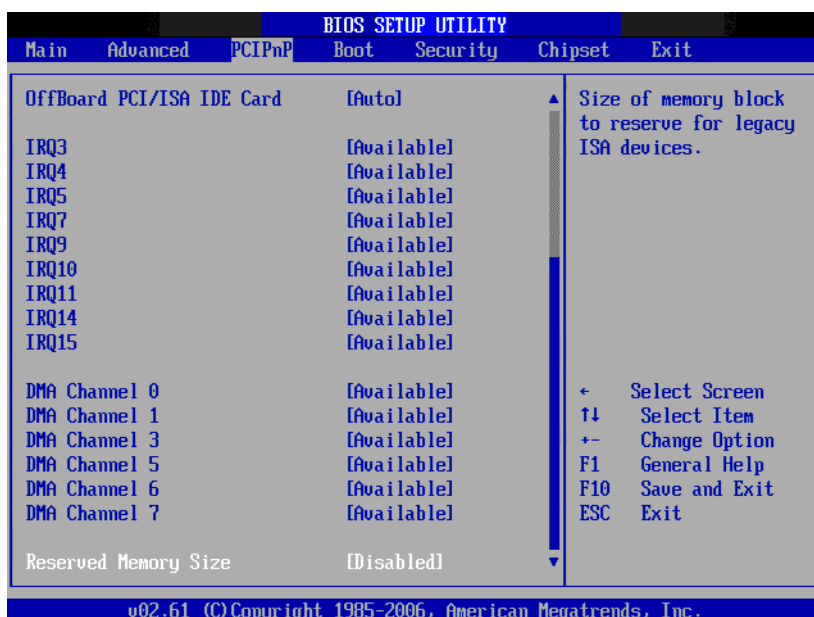 BIOS SETUP UTILITY
Main Advanced PCIPnP Boot Security Chipset Exit
OffBoard PCI/ISA IDE Card [Auto]
IRQ3 [Available]
IRQ4 [Available]
IRQ5 [Available]
IRQ7 [Available]
IRQ9 [Available]
IRQ10 [Available]
IRQ11 [Available]
IRQ14 [Available]
IRQ15 [Available]
DMA Channel 0 [Available]
DMA Channel 1 [Available]
DMA Channel 3 [Available]
DMA Channel 5 [Available]
DMA Channel 6 [Available]
DMA Channel 7 [Available]
Reserved Memory Size [Disabled]
Size of memory block
to reserve for legacy
ISA devices.
← Select Screen
↑↓ Select Item
+- Change Option
F1 General Help
F10 Save and Exit
ESC Exit
v02.61 (C)Copyright 1985-2006, American Megatrends, Inc.